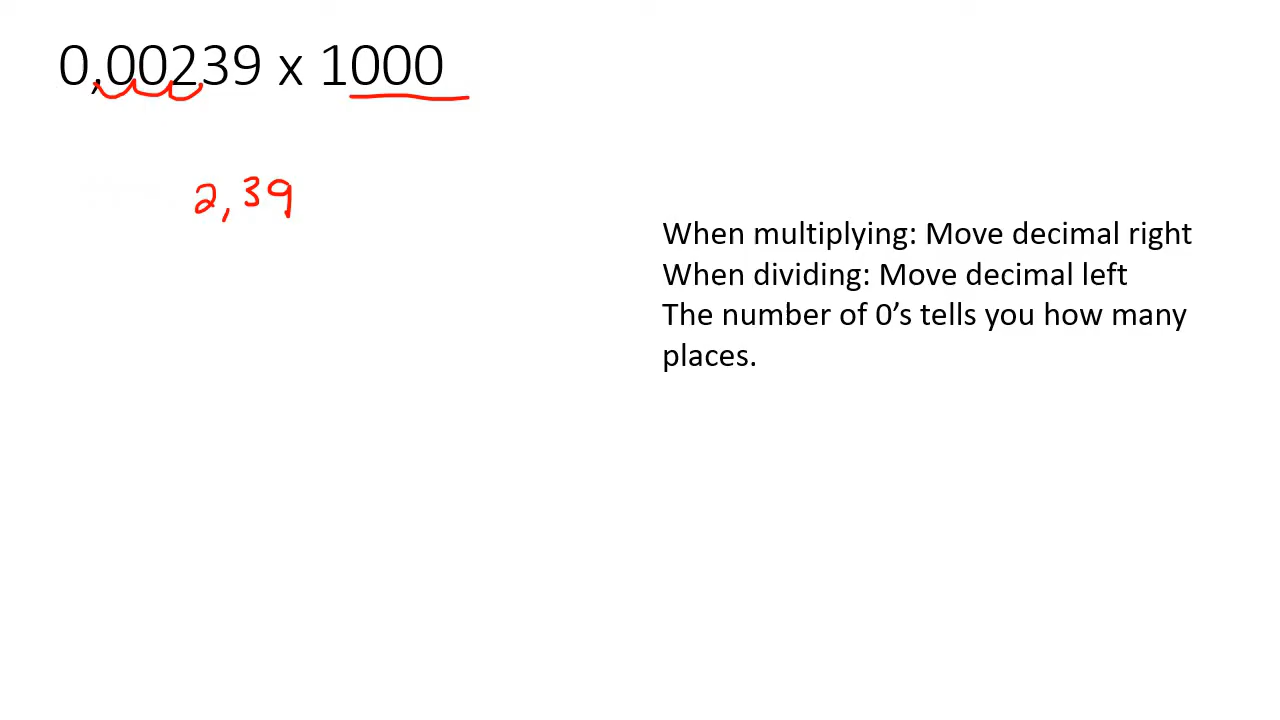 0,00239 x 1000
2,39
When multiplying: Move decimal right
When dividing: Move decimal left
The number of 0’s tells you how many
places.